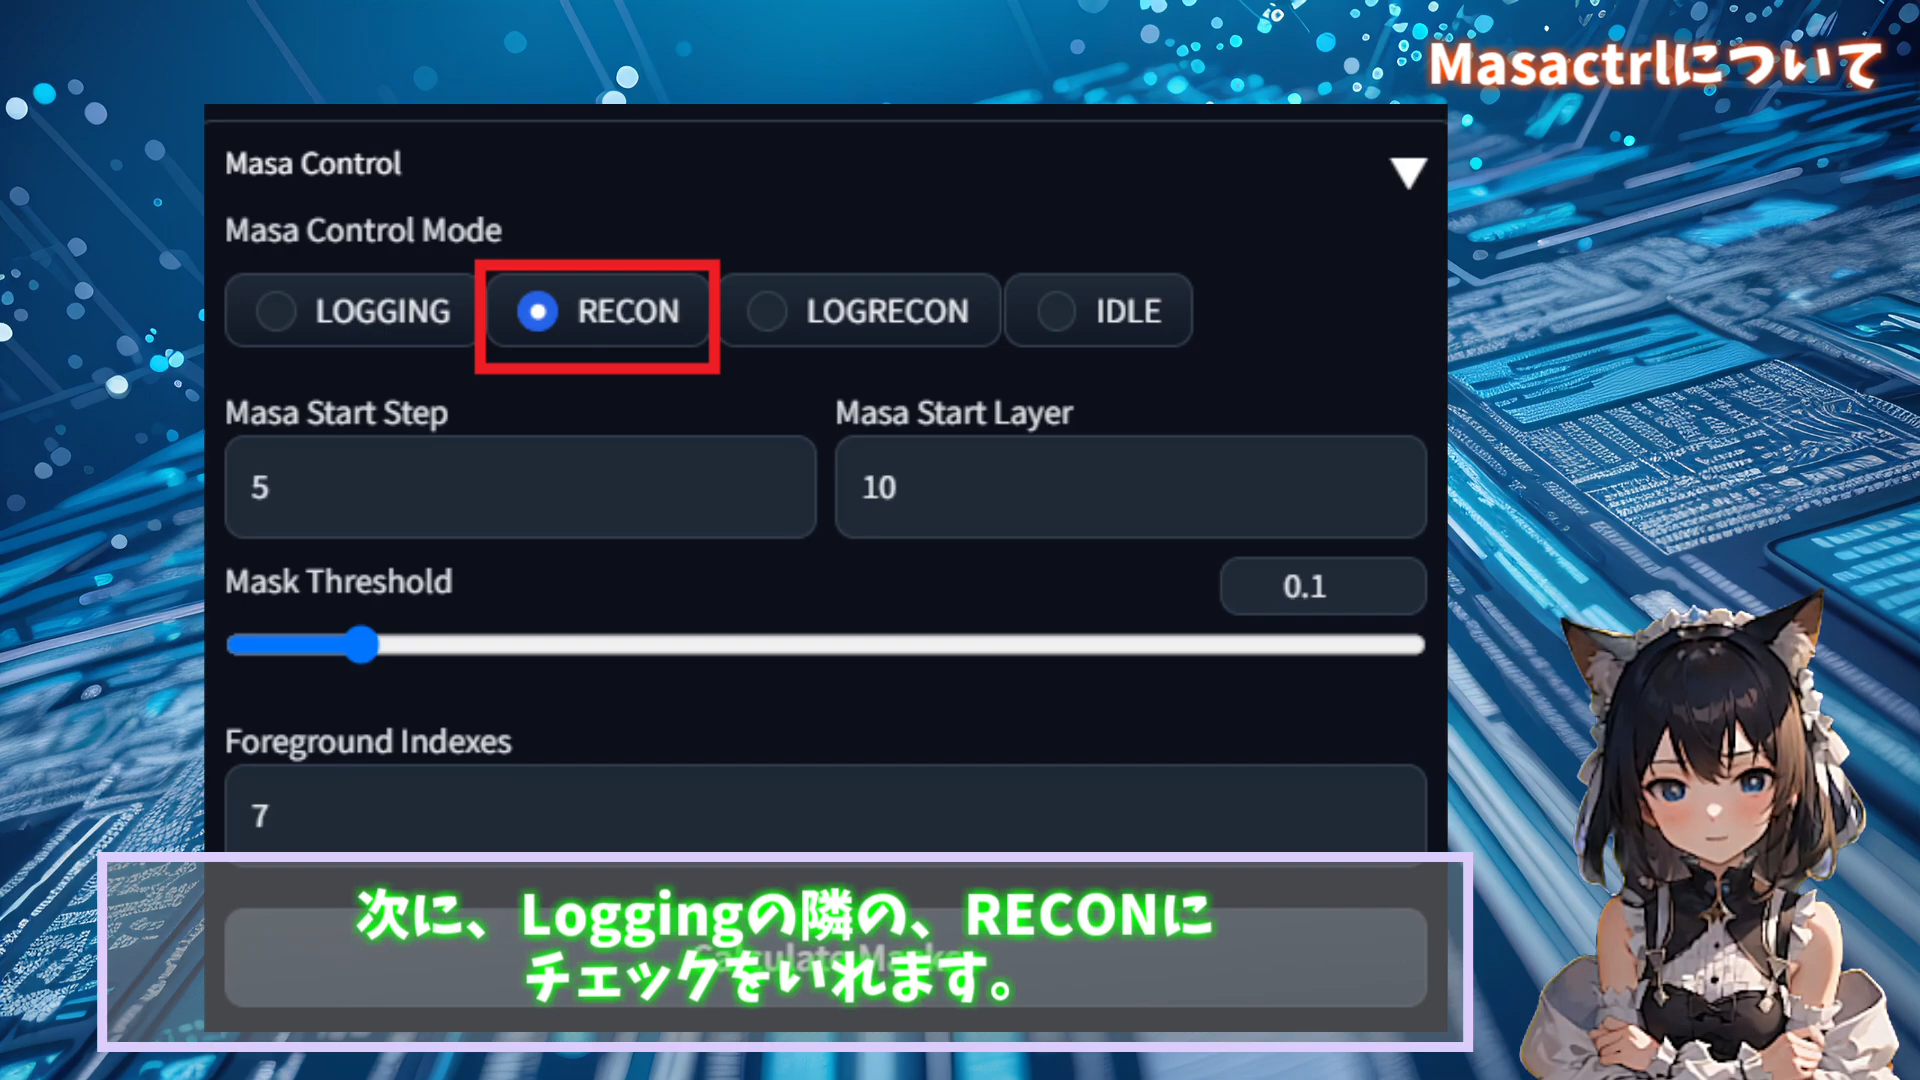 Masactrlについて
Masa Control
Masa Control Mode
LOGGING RECON LOGRECON IDLE
Masa Start Step Masa Start Layer
5 10
Mask Threshold 0.1
Foreground Indexes
7
次に、Loggingの隣の、RECONに
チェックをいれます。